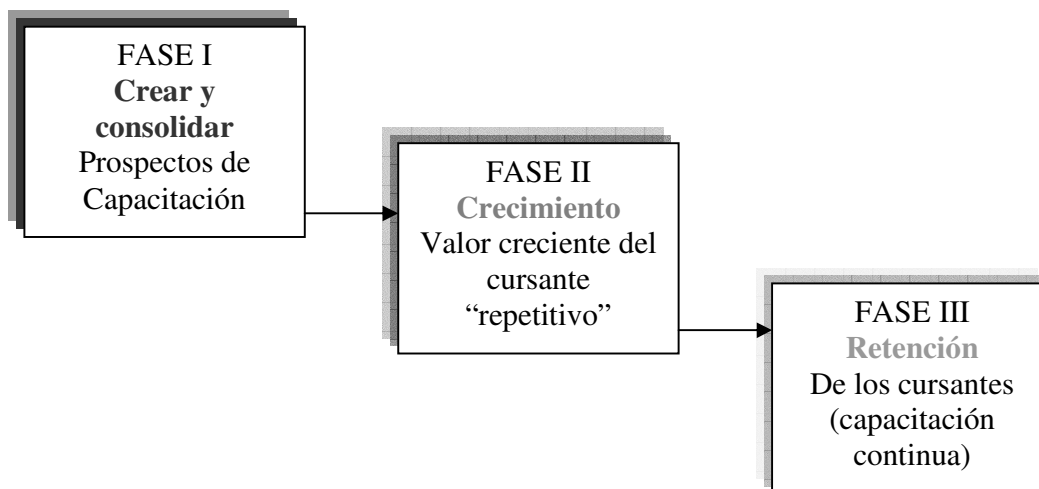 FASE I
Crear y
consolidar
Prospectos de
Capacitación
FASE II
Crecimiento
Valor creciente del
cursante
“repetitivo”
FASE III
Retención
De los cursantes
(capacitación
continua)